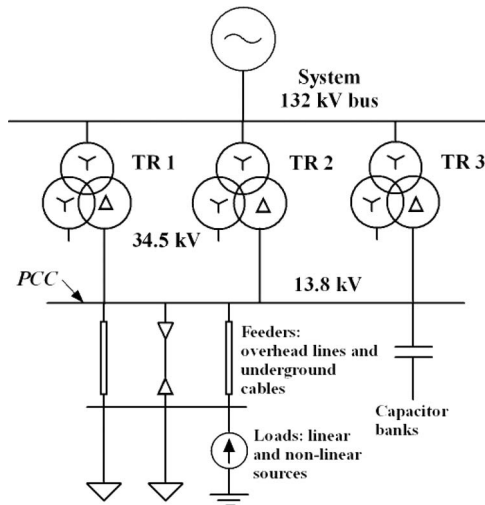 System
132 kV bus
TR 1
TR 2
TR 3
34.5 kV
PCC
13.8 kV
Feeders:
overhead lines and
underground
cables
Capacitor
banks
Loads: linear
and non-linear
sources